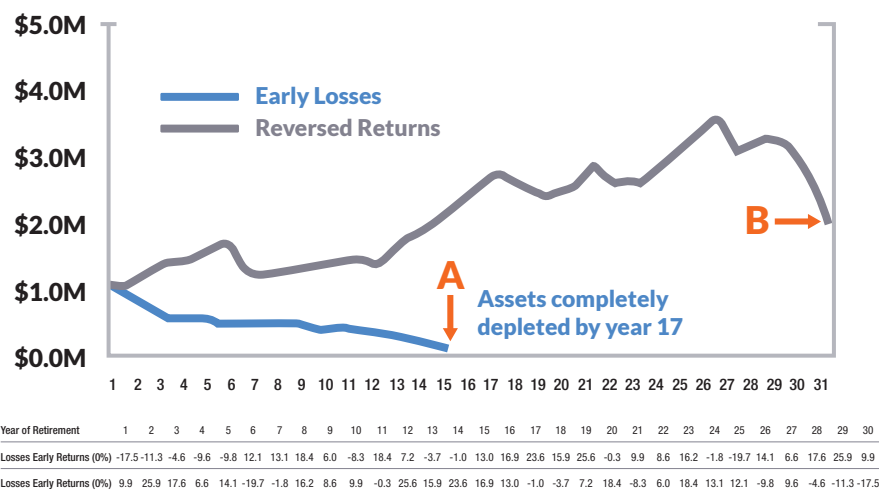 $5.0M
$4.0M
$3.0M
$2.0M
$1.0M
$0.0M
Early Losses
Reversed Returns
B
A
Assets completely
depleted by year 17
1 2 3 4 5 6 7 8 9 10 11 12 13 14 15 16 17 18 19 20 21 22 23 24 25 26 27 28 29 30 31
Year of Retirement 1 2 3 4 5 6 7 8 9 10 11 12 13 14 15 16 17 18 19 20 21 22 23 24 25 26 27 28 29 30
Losses Early Returns (0%) -17.5 -11.3 -4.6 -9.6 -9.8 12.1 13.1 18.4 6.0 -8.3 18.4 7.2 -3.7 -1.0 13.0 16.9 23.6 15.9 25.6 -0.3 9.9 8.6 16.2 -1.8 -19.7 14.1 6.6 17.6 25.9 9.9
Losses Early Returns (0%) 9.9 25.9 17.6 6.6 14.1 -19.7 -1.8 16.2 8.6 9.9 -0.3 25.6 15.9 23.6 16.9 13.0 -1.0 -3.7 7.2 18.4 -8.3 6.0 18.4 13.1 12.1 -9.8 9.6 -4.6 -11.3 -17.5